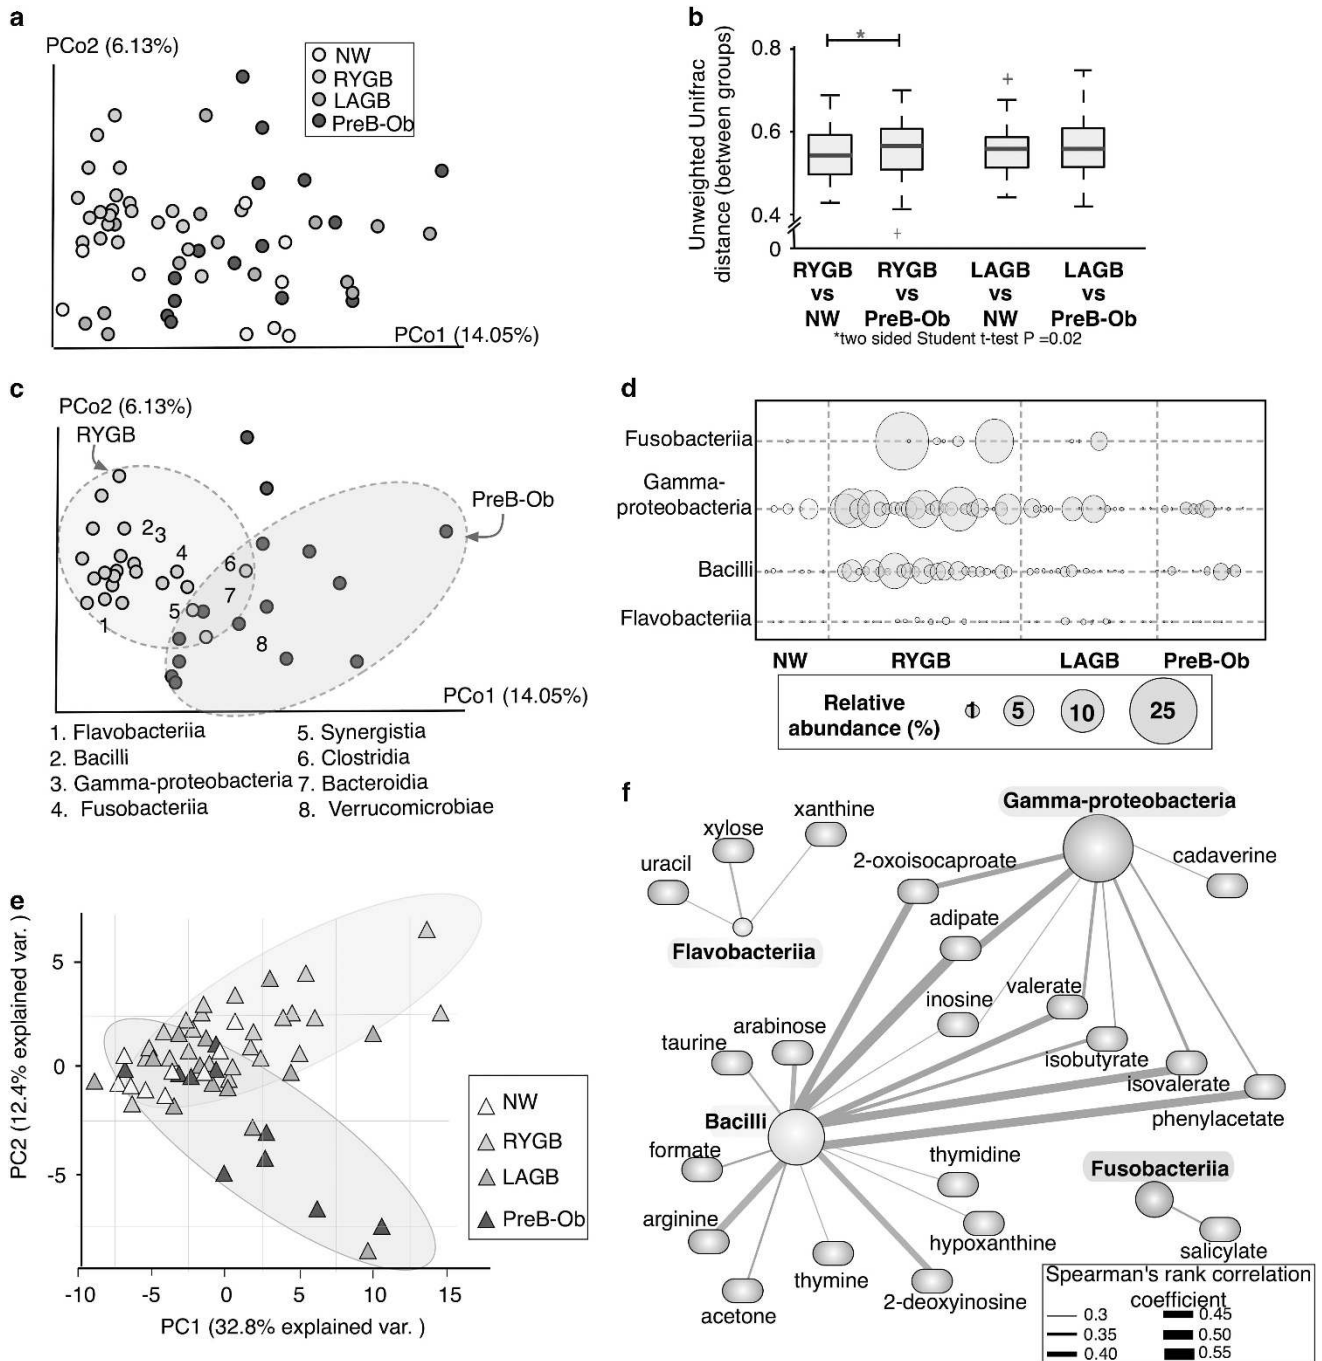 a
PCo2 (6.13%)
NW
RYGB
LAGB
PreB-Ob
PCo1 (14.05%)
b
Unweighted Unifrac
distance (between groups)
0.8
0.6
0.4
0
*
RYGB
vs
NW
RYGB
vs
PreB-Ob
LAGB
vs
NW
LAGB
vs
PreB-Ob
*two sided Student t-test P =0.02
c
PCo2 (6.13%)
RYGB
PreB-Ob
2
3
4
6
7
5
1
8
PCo1 (14.05%)
1. Flavobacteriia
2. Bacilli
3. Gamma-proteobacteria
4. Fusobacteriia
5. Synergistia
6. Clostridia
7. Bacteroidia
8. Verrucomicrobiae
d
Fusobacteriia
Gamma-
proteobacteria
Bacilli
Flavobacteriia
NW RYGB LAGB PreB-Ob
Relative
abundance (%)
1 5 10 25
e
PC2 (12.4% explained var. )
5
0
-5
-10 -5 0 5 10 15
PC1 (32.8% explained var. )
NW
RYGB
LAGB
PreB-Ob
f
Gamma-proteobacteria
xanthine
xylose
uracil
2-oxoisocaproate
cadaverine
adipate
Flavobacteriia
inosine
valerate
arabinose
taurine
isobutyrate
isovalerate
phenylacetate
Bacilli
formate
thymidine
Fusobacteriia
arginine
hypoxanthine
salicylate
thymine
2-deoxyinosine
acetone
Spearman's rank correlation
coefficient
0.3 0.45
0.35 0.50
0.40 0.55